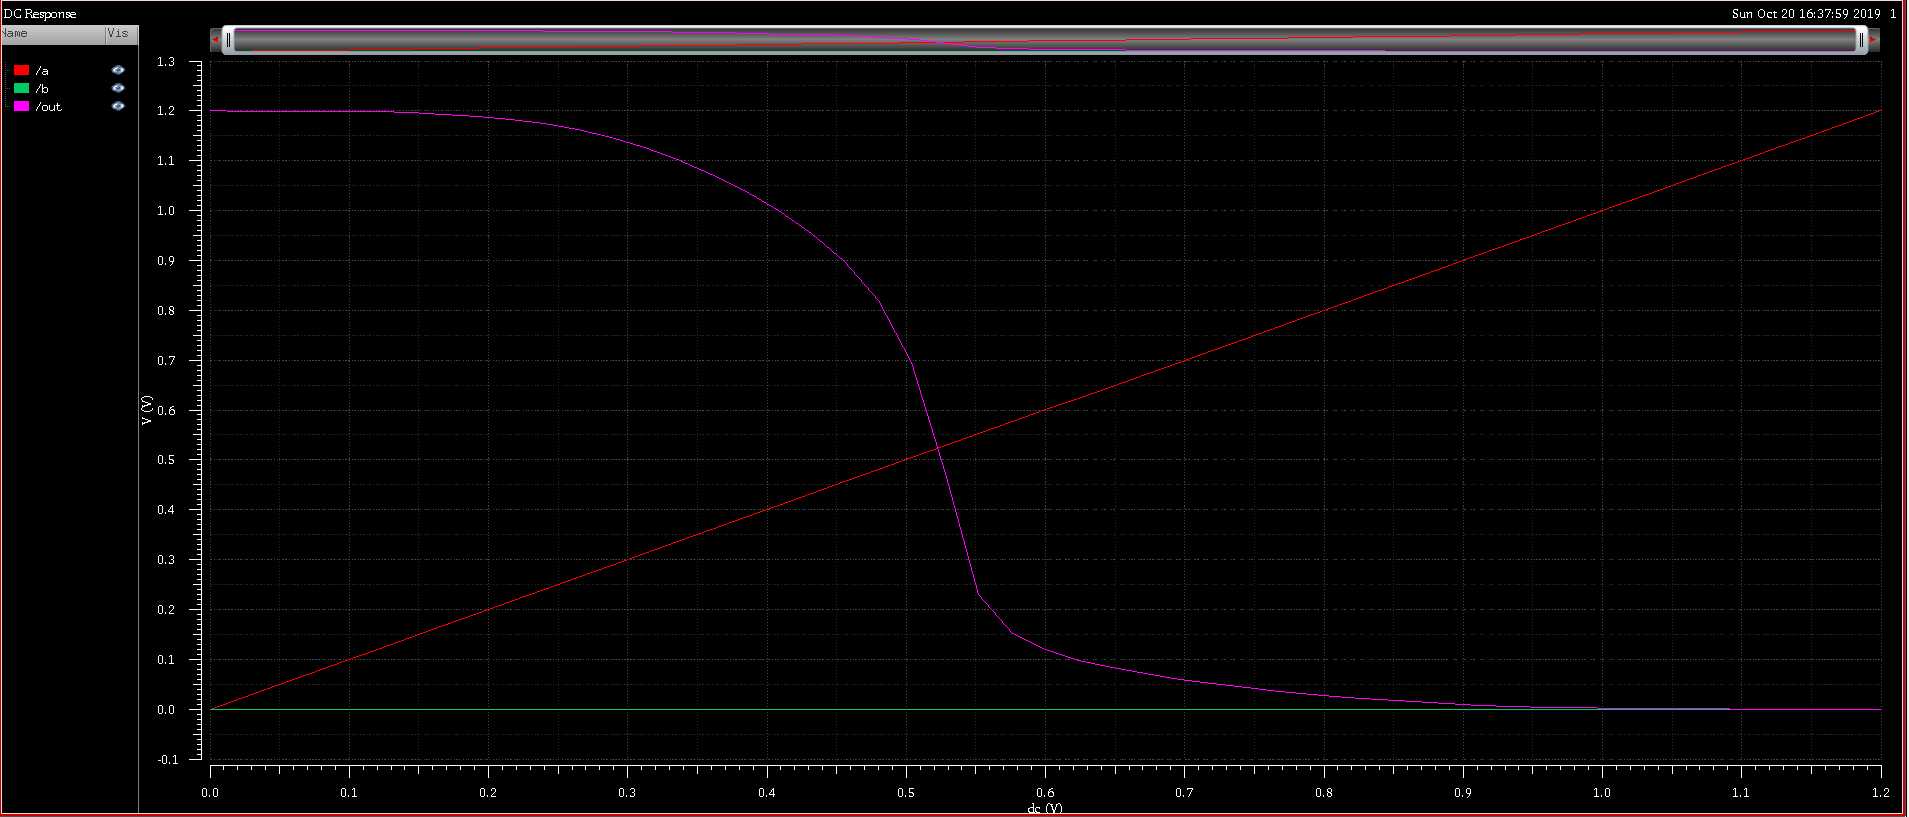 DC Response
Sun Oct 20 16:37:59 2019 1
Name Vis
/a
/b
/out
1.3
1.2
1.1
1.0
0.9
0.8
0.7
V (V)
0.6
0.5
0.4
0.3
0.2
0.1
0.0
-0.1
0.0 0.1 0.2 0.3 0.4 0.5 0.6 0.7 0.8 0.9 1.0 1.1 1.2
dc (V)